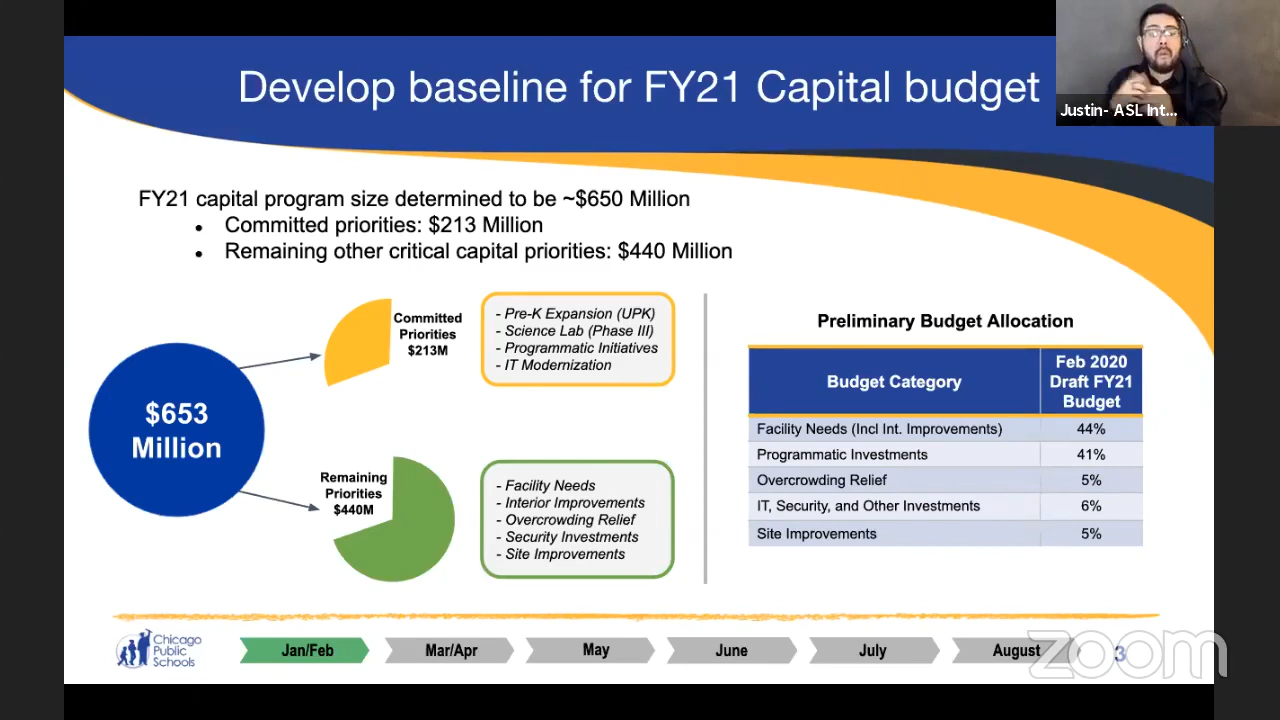 Develop baseline for FY21 Capital budget
Justin- ASL Int...
FY21 capital program size determined to be ~$650 Million
• Committed priorities: $213 Million
• Remaining other critical capital priorities: $440 Million
$653
Million
Committed
Priorities
$213M
- Pre-K Expansion (UPK)
- Science Lab (Phase III)
- Programmatic Initiatives
- IT Modernization
Remaining
Priorities
$440M
- Facility Needs
- Interior Improvements
- Overcrowding Relief
- Security Investments
- Site Improvements
Preliminary Budget Allocation
Budget Category
Feb 2020
Draft FY21
Budget
Facility Needs (Incl Int. Improvements) 44%
Programmatic Investments 41%
Overcrowding Relief 5%
IT, Security, and Other Investments 6%
Site Improvements 5%
Chicago
Public
Schools
Jan/Feb Mar/Apr May June July August 3
zoom